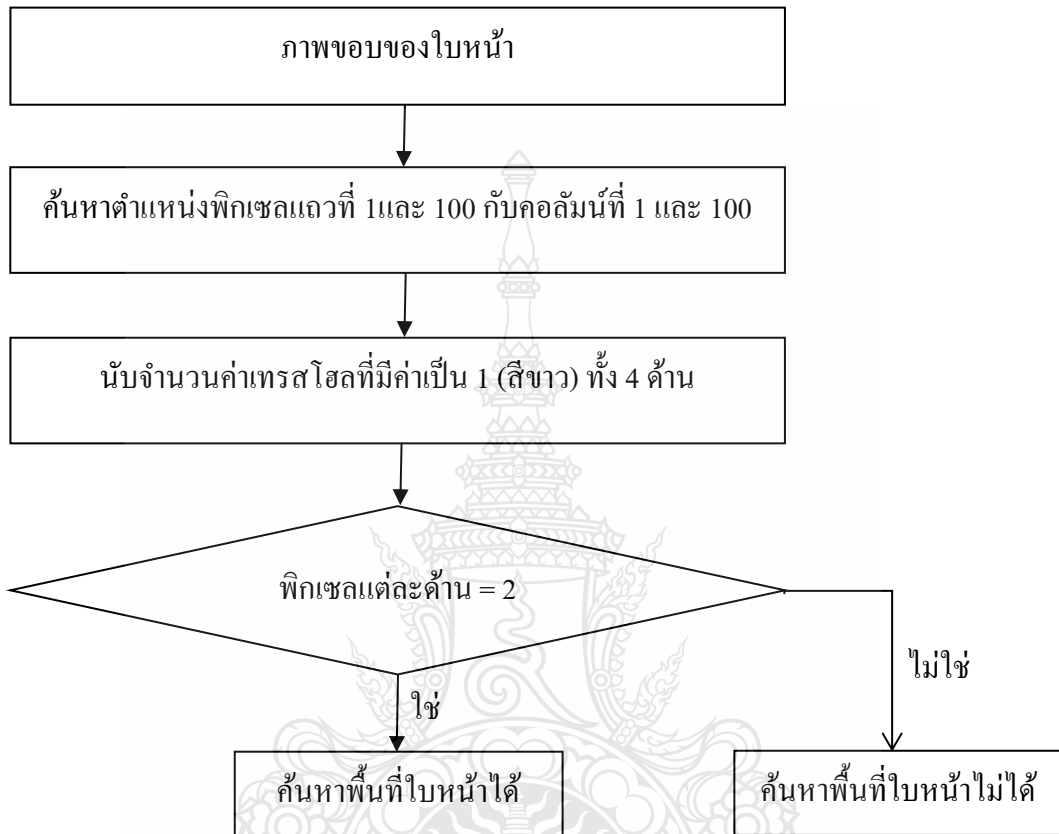 ภาพขอบของใบหน้า
ค้นหาตำแหน่งพิกเซลแถวที่ 1และ 100 กับคอลัมน์ที่ 1 และ 100
นับจำนวนค่าเทรสโฮลที่มีค่าเป็น 1 (สีขาว) ทั้ง 4 ด้าน
พิกเซลแต่ละด้าน = 2
ไม่ใช่
ใช่
ค้นหาพื้นที่ใบหน้าได้
ค้นหาพื้นที่ใบหน้าไม่ได้